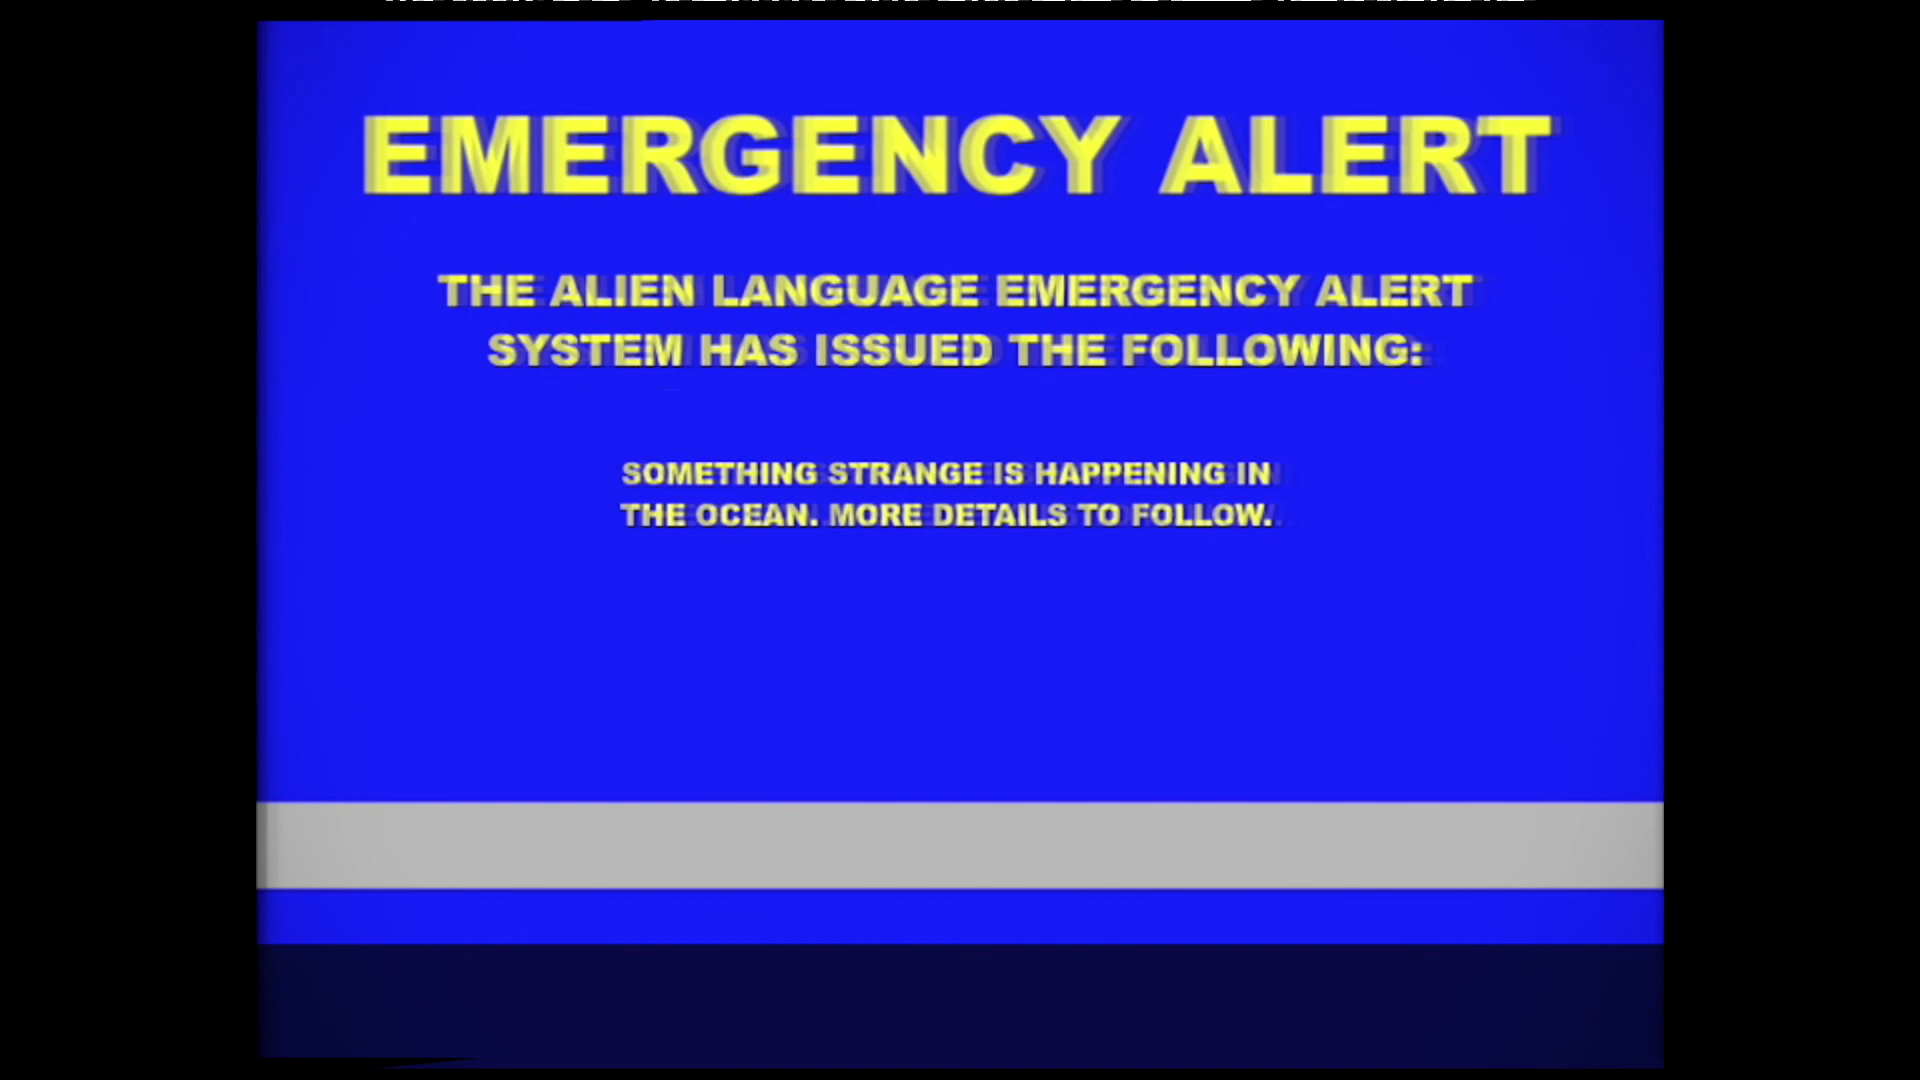 EMERGENCY ALERT
THE ALIEN LANGUAGE EMERGENCY ALERT
SYSTEM HAS ISSUED THE FOLLOWING:
SOMETHING STRANGE IS HAPPENING IN
THE OCEAN. MORE DETAILS TO FOLLOW.